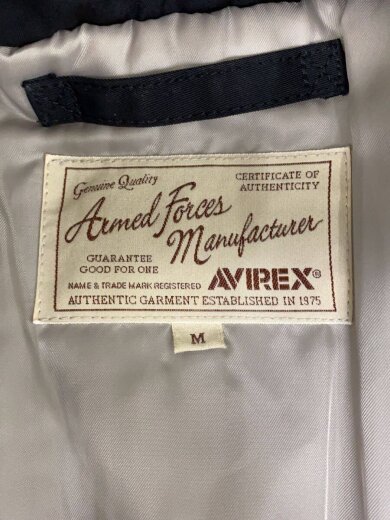 Genuine Quality
CERTIFICATE OF
AUTHENTICITY
Armed Forces
Manufacturer
GUARANTEE
GOOD FOR ONE
NAME & TRADE MARK REGISTERED
AVIREX®
AUTHENTIC GARMENT ESTABLISHED IN 1975
M